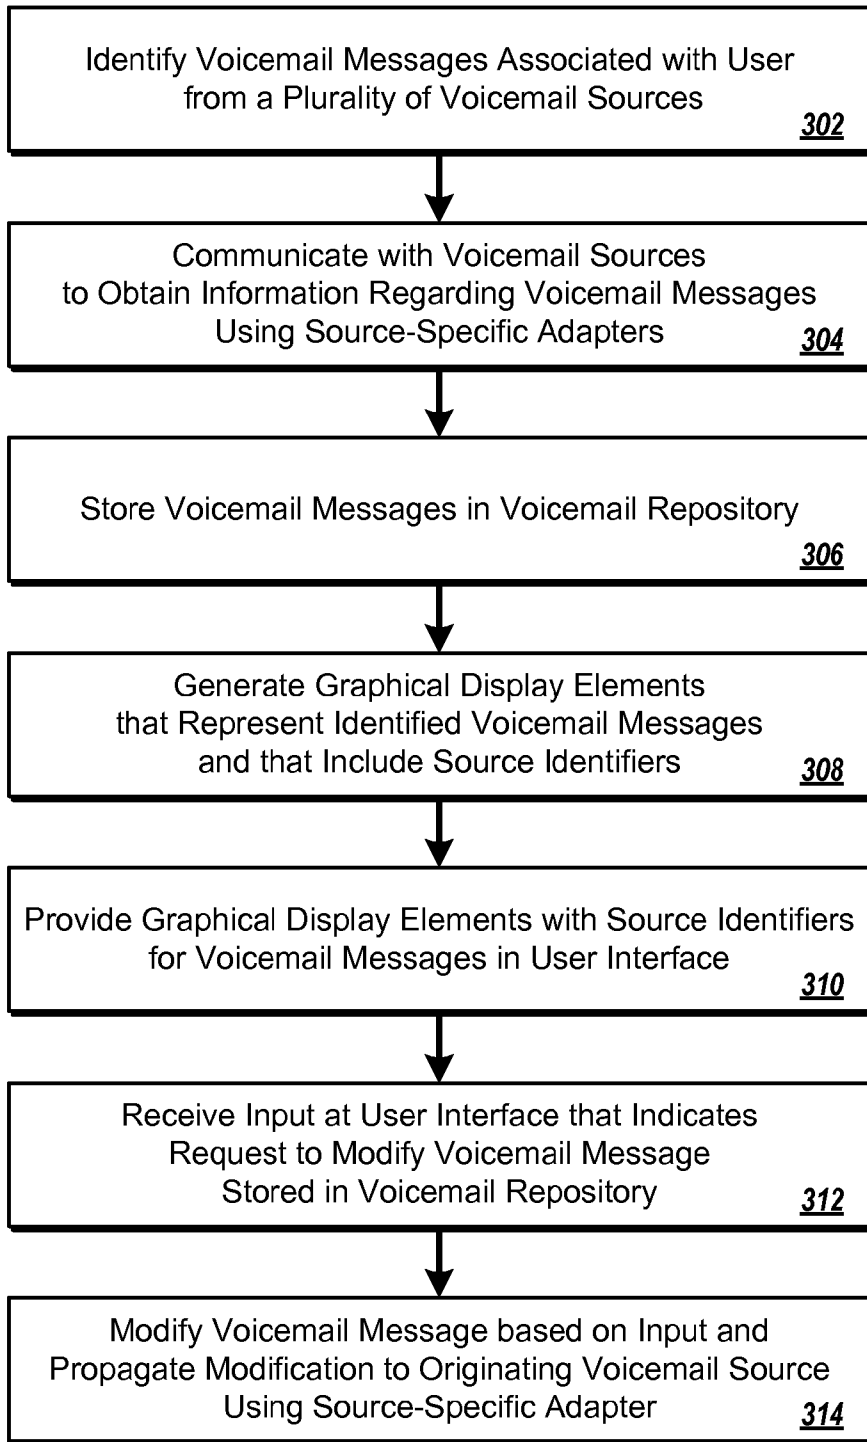 Identify Voicemail Messages Associated with User
from a Plurality of Voicemail Sources
302
Communicate with Voicemail Sources
to Obtain Information Regarding Voicemail Messages
Using Source-Specific Adapters
304
Store Voicemail Messages in Voicemail Repository
306
Generate Graphical Display Elements
that Represent Identified Voicemail Messages
and that Include Source Identifiers
308
Provide Graphical Display Elements with Source Identifiers
for Voicemail Messages in User Interface
310
Receive Input at User Interface that Indicates
Request to Modify Voicemail Message
Stored in Voicemail Repository
312
Modify Voicemail Message based on Input and
Propagate Modification to Originating Voicemail Source
Using Source-Specific Adapter
314